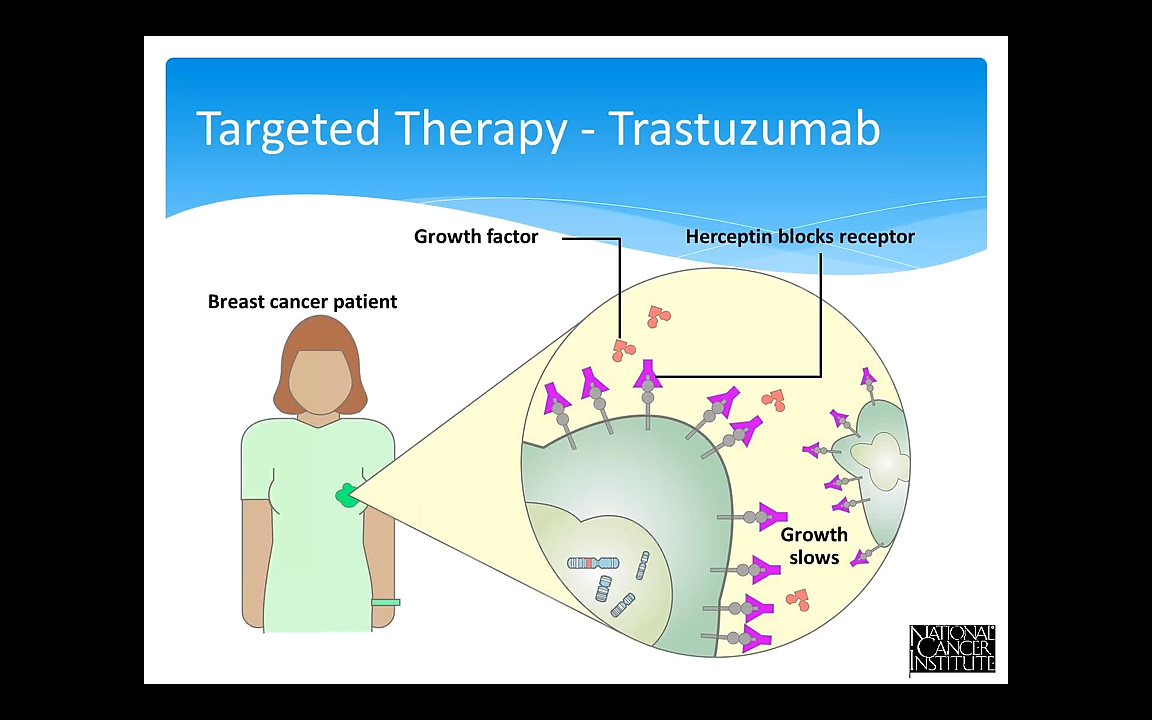 Targeted Therapy - Trastuzumab
Growth factor
Herceptin blocks receptor
Breast cancer patient
Growth
slows
NATIONAL
CANCER
INSTITUTE